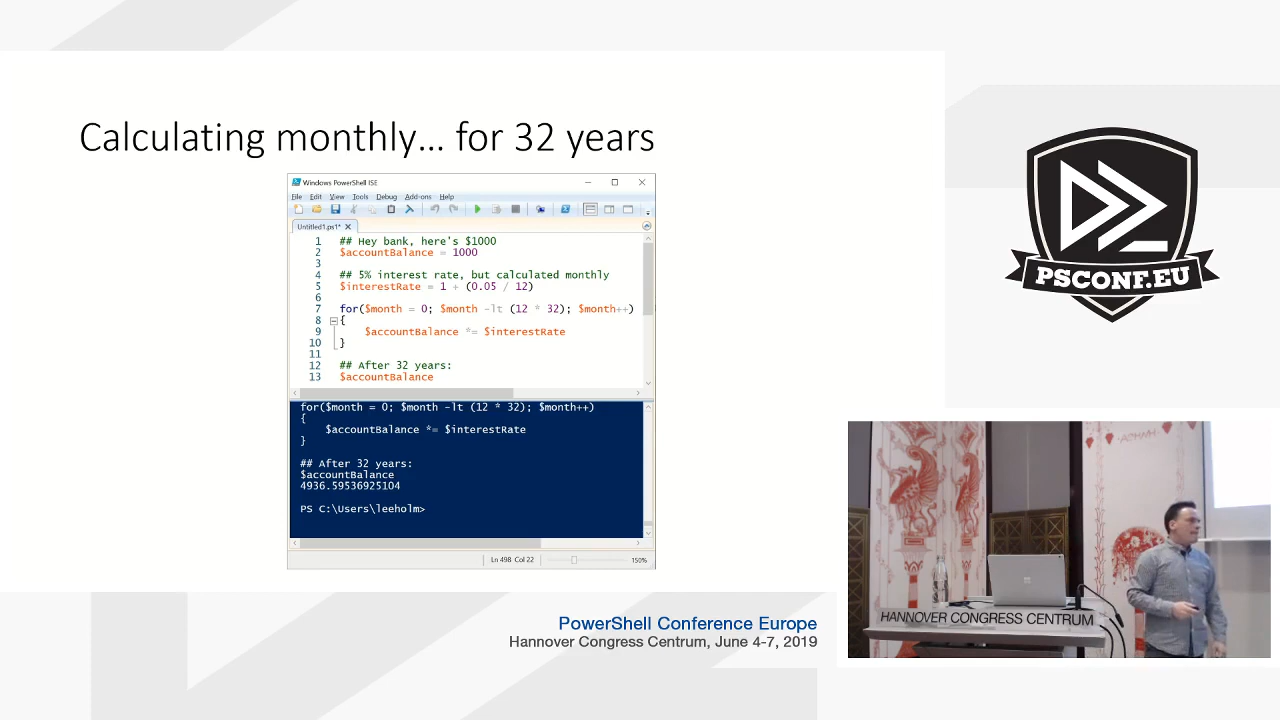 Calculating monthly... for 32 years
Windows PowerShell ISE
File Edit View Tools Debug Add-ons Help
Untitled1.ps1*
1 ## Hey bank, here's $1000
2 $accountBalance = 1000
3
4 ## 5% interest rate, but calculated monthly
5 $interestRate = 1 + (0.05 / 12)
6
7 for($month = 0; $month -lt (12 * 32); $month++)
8 {
9 $accountBalance *= $interestRate
10 }
11
12 ## After 32 years:
13 $accountBalance
for($month = 0; $month -lt (12 * 32); $month++)
{
$accountBalance *= $interestRate
}
## After 32 years:
$accountBalance
4936.59536925104
PS C:\Users\leeholm>
Ln 498 Col 22
150%
PSCONF.EU
HANNOVER CONGRESS CENTRUM
PowerShell Conference Europe
Hannover Congress Centrum, June 4-7, 2019